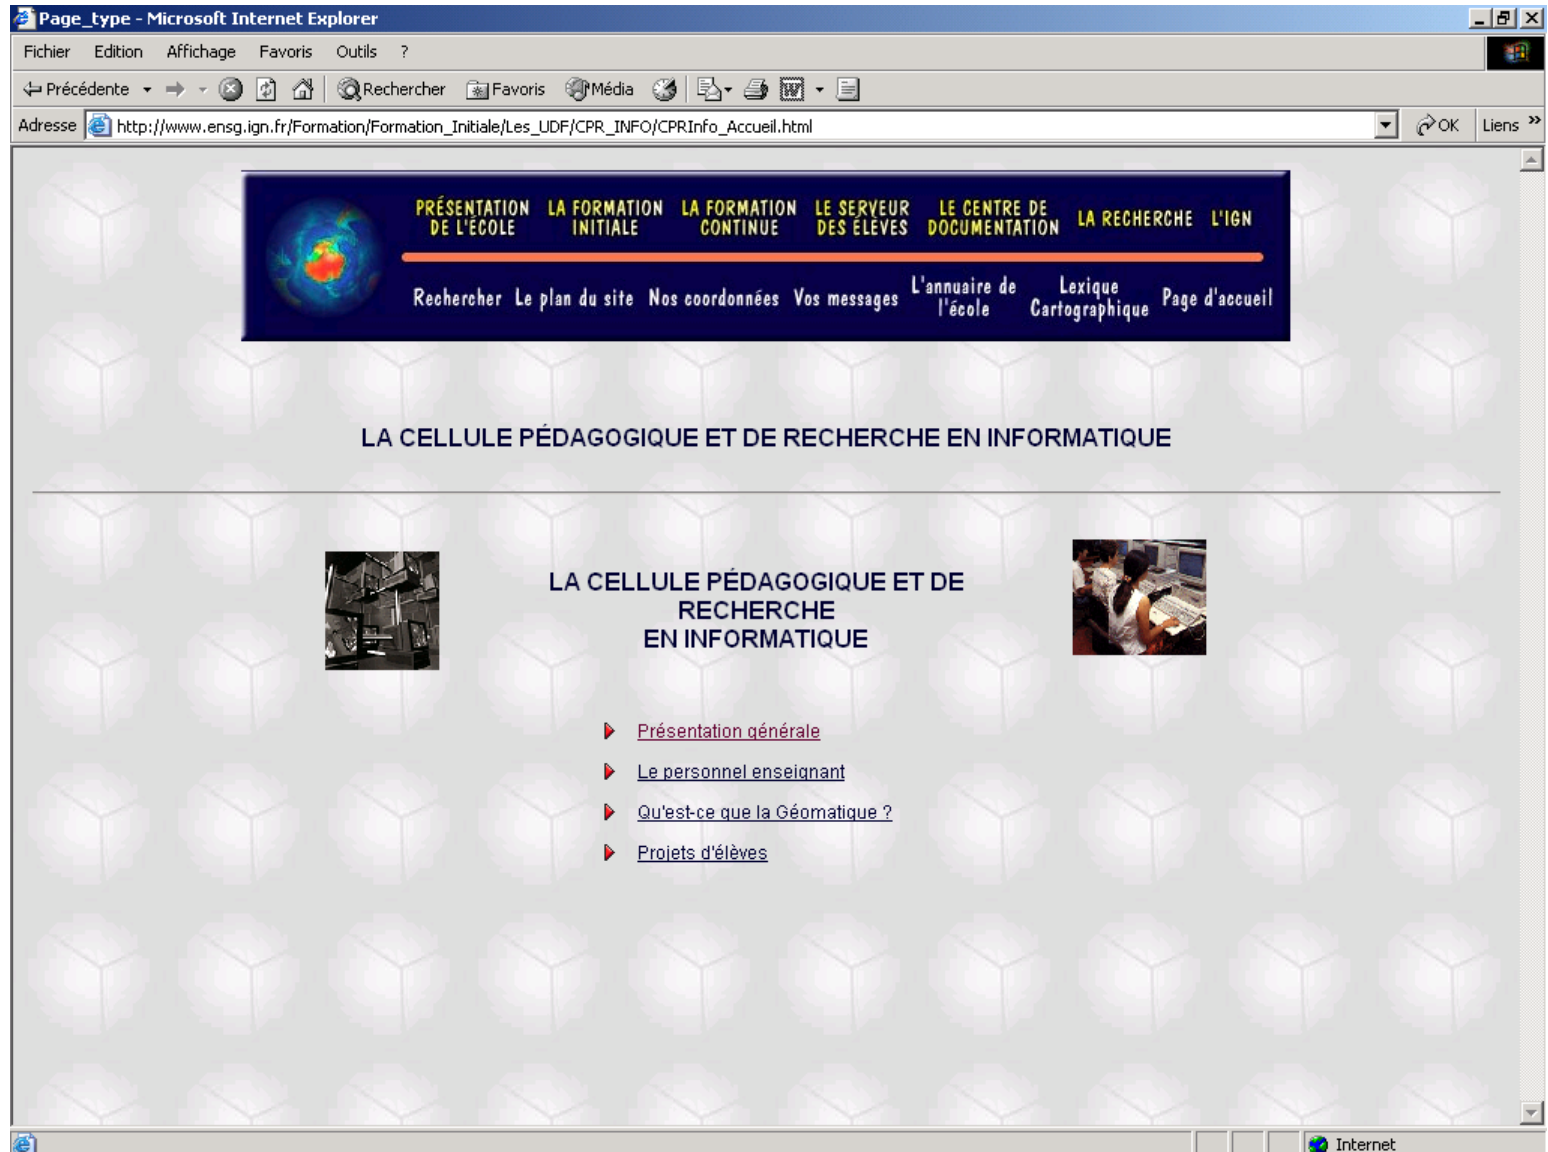 Page_type - Microsoft Internet Explorer
Fichier Edition Affichage Favoris Outils ?
Précédente Rechercher Favoris Média
Adresse http://www.ensg.ign.fr/Formation/Formation_Initiale/Les_UDF/CPR_INFO/CPRInfo_Accueil.html OK Liens »
PRÉSENTATION LA FORMATION LA FORMATION LE SERVEUR LE CENTRE DE LA RECHERCHE L'IGN
DE L'ÉCOLE INITIALE CONTINUE DES ÉLÈVES DOCUMENTATION
Rechercher Le plan du site Nos coordonnées Vos messages L'annuaire de Lexique Page d'accueil
l'école Cartographique
LA CELLULE PÉDAGOGIQUE ET DE RECHERCHE EN INFORMATIQUE
LA CELLULE PÉDAGOGIQUE ET DE
RECHERCHE
EN INFORMATIQUE
Présentation générale
Le personnel enseignant
Qu'est-ce que la Géomatique ?
Projets d'élèves
Internet